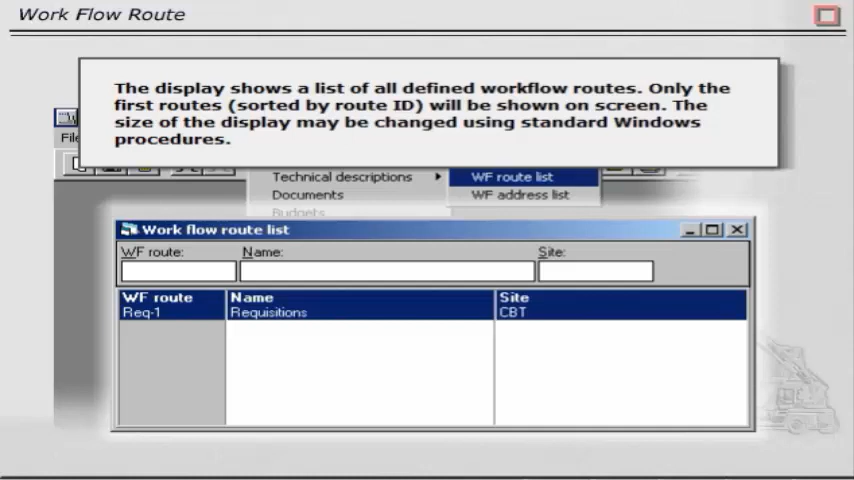 Work Flow Route
The display shows a list of all defined workflow routes. Only the
first routes (sorted by route ID) will be shown on screen. The
size of the display may be changed using standard Windows
procedures.
Technical descriptions
WF route list
Documents
WF address list
Budgets
Work flow route list
WF route:
Name:
Site:
WF route
Name
Site
Req-1
Requisitions
CBT